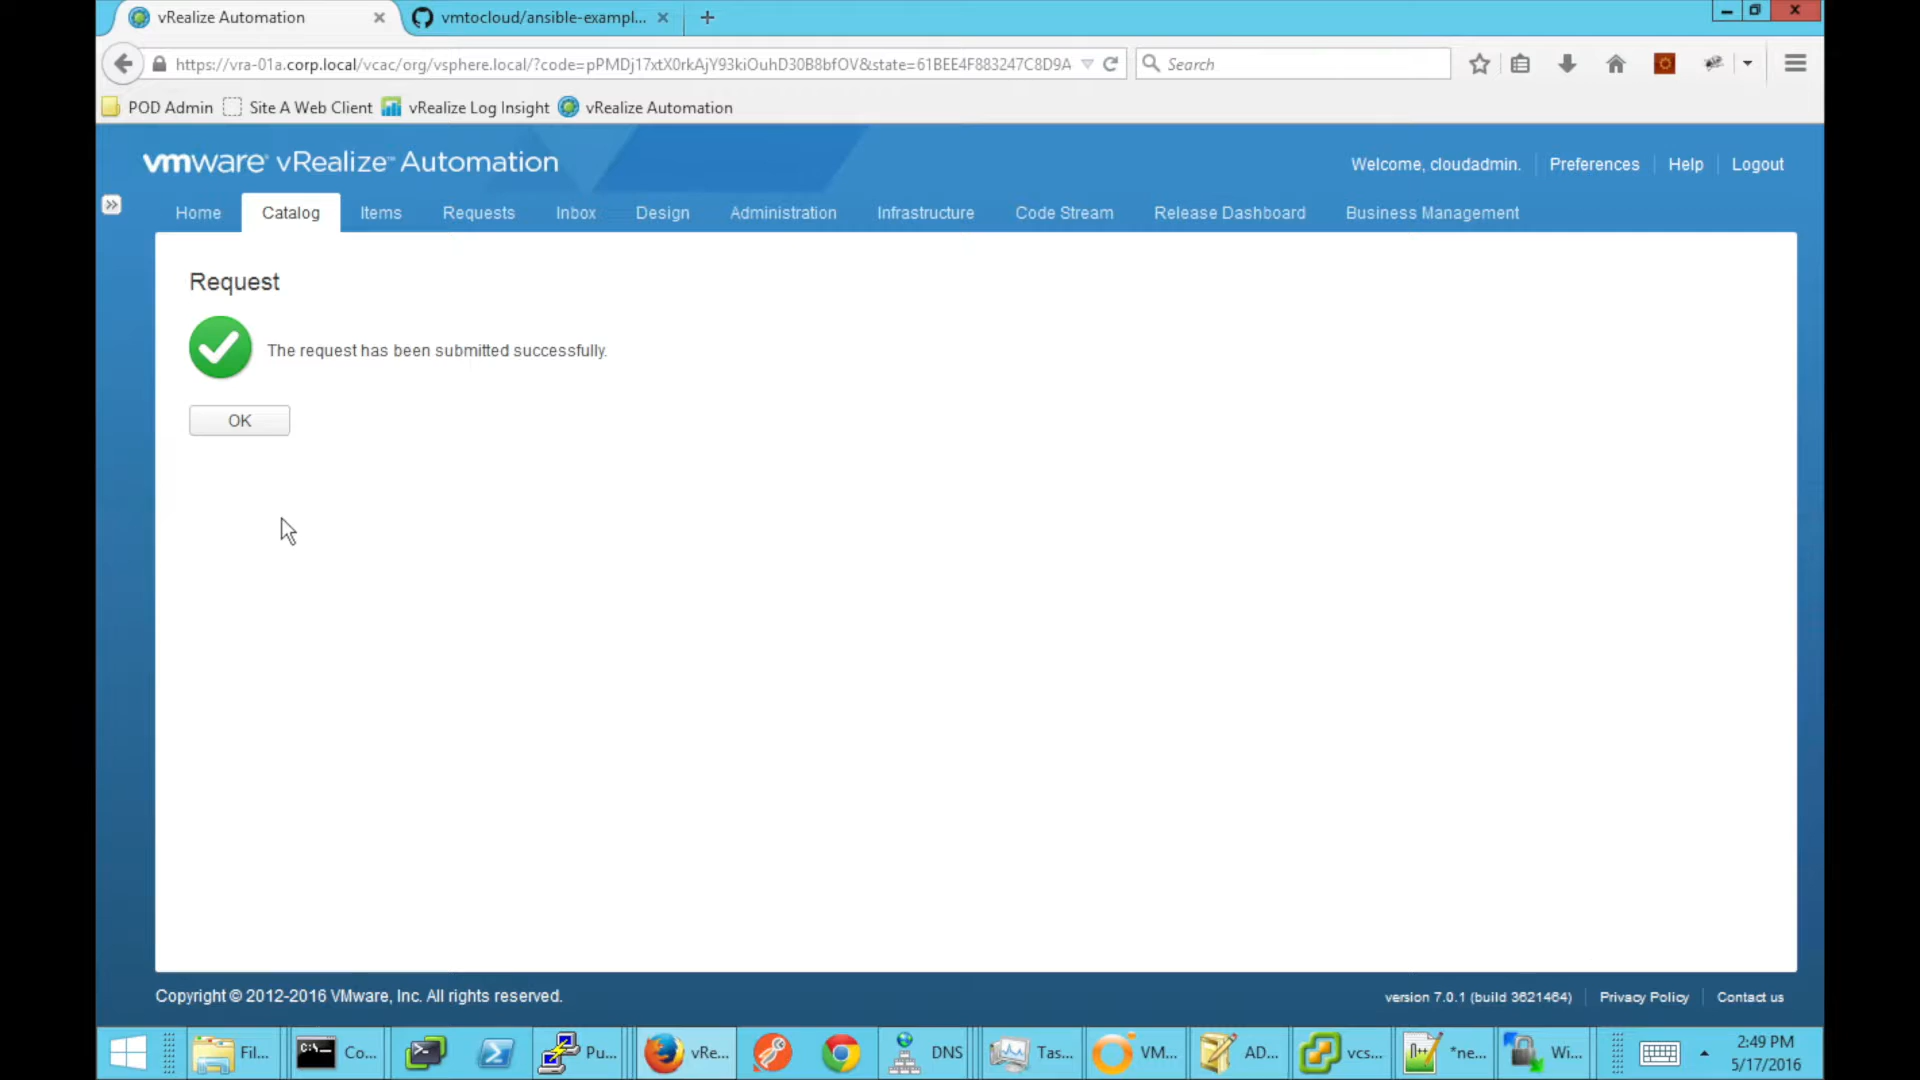 vRealize Automation
vmtocloud/ansible-exampl...
https://vra-01a.corp.local/vcac/org/vsphere.local/?code=pPMDj17xtX0rkAjY93kiOuhD30B8bfOV&state=61BEE4F883247C8D9A
Search
POD Admin
Site A Web Client
vRealize Log Insight
vRealize Automation
vmware® vRealize™ Automation
Welcome, cloudadmin.
Preferences
Help
Logout
Home
Catalog
Items
Requests
Inbox
Design
Administration
Infrastructure
Code Stream
Release Dashboard
Business Management
Request
The request has been submitted successfully.
OK
Copyright © 2012-2016 VMware, Inc. All rights reserved.
version 7.0.1 (build 3621464)
Privacy Policy
Contact us
Fil...
C:\
Co...
Pu...
vRe...
DNS
Tas...
VM...
AD...
vcs...
*ne...
Wi...
2:49 PM
5/17/2016